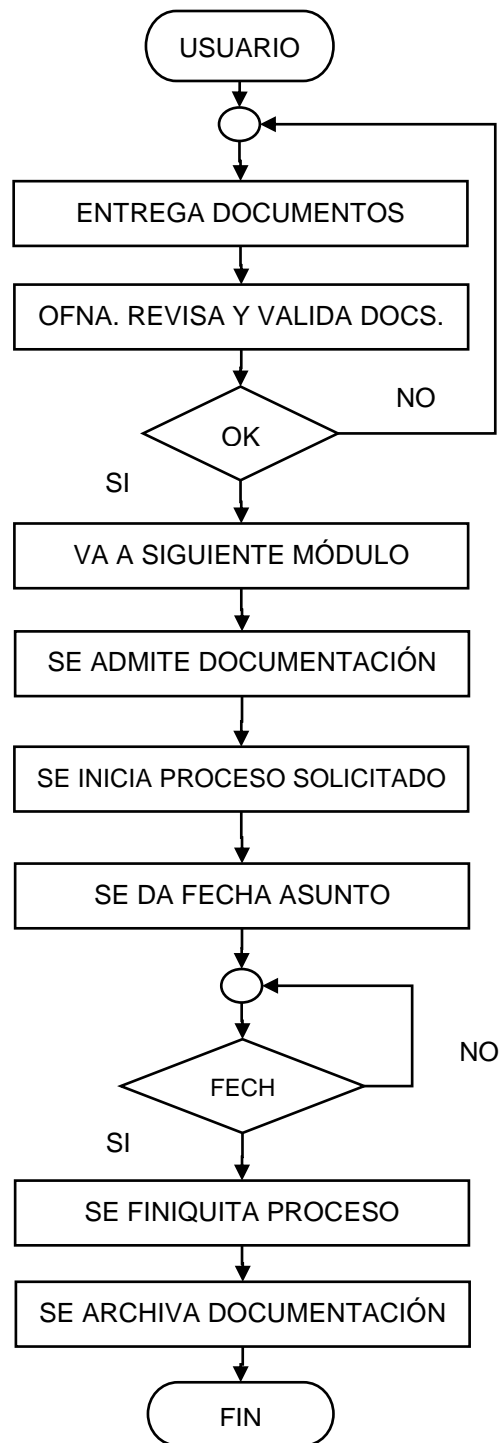 USUARIO
ENTREGA DOCUMENTOS
OFNA. REVISA Y VALIDA DOCS.
NO
OK
SI
VA A SIGUIENTE MÓDULO
SE ADMITE DOCUMENTACIÓN
SE INICIA PROCESO SOLICITADO
SE DA FECHA ASUNTO
NO
FECH
SI
SE FINIQUITA PROCESO
SE ARCHIVA DOCUMENTACIÓN
FIN